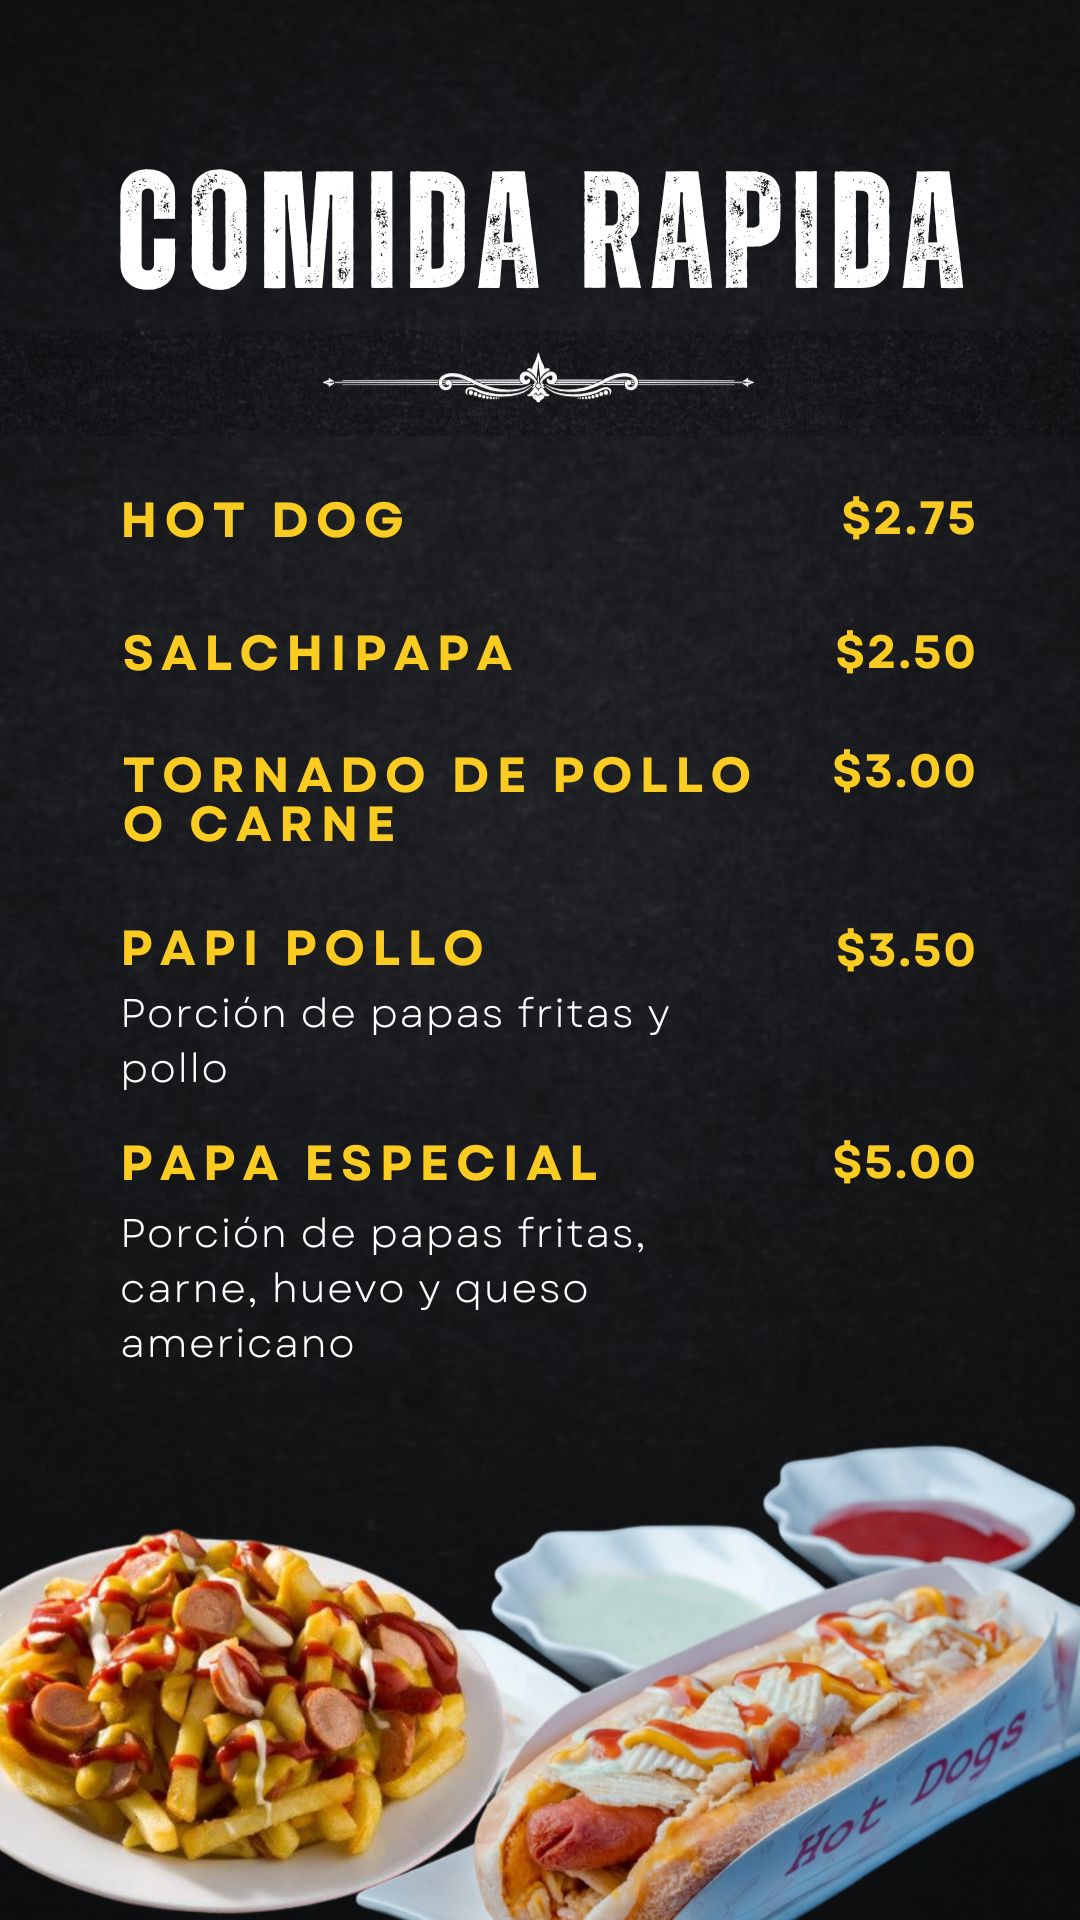 COMIDA RAPIDA
HOT DOG $2.75
SALCHIPAPA $2.50
TORNADO DE POLLO $3.00
O CARNE
PAPI POLLO $3.50
Porción de papas fritas y
pollo
PAPA ESPECIAL $5.00
Porción de papas fritas,
carne, huevo y queso
americano
Hot Dogs